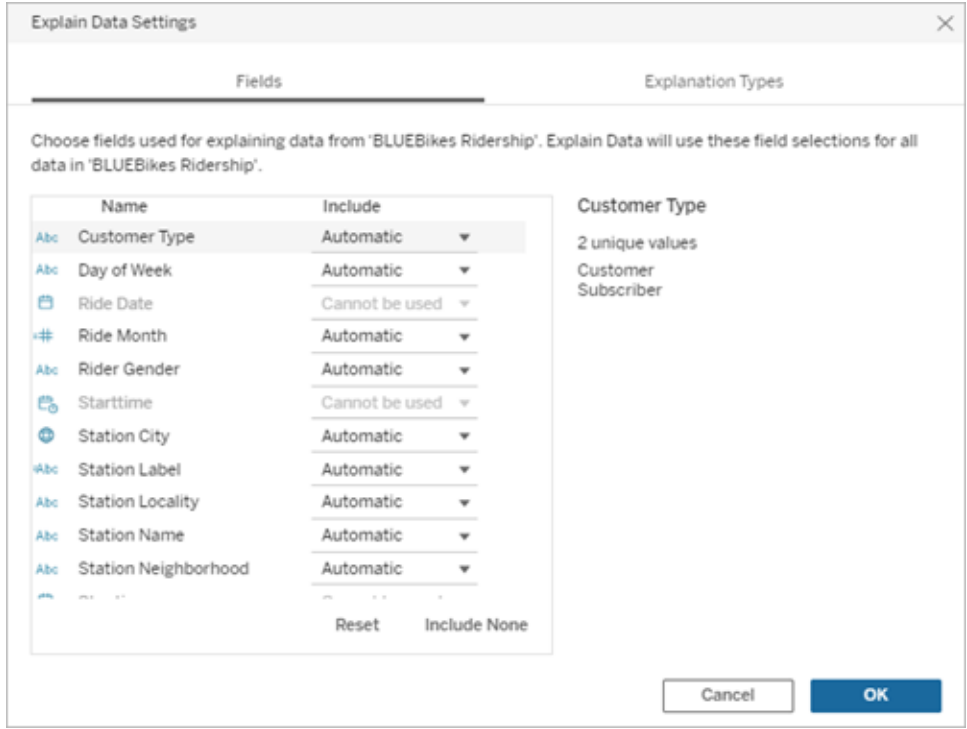 Explain Data Settings
Fields Explanation Types
Choose fields used for explaining data from 'BLUEBikes Ridership'. Explain Data will use these field selections for all
data in 'BLUEBikes Ridership'.
Name Include
Abc Customer Type Automatic
Abc Day of Week Automatic
Ride Date Cannot be used
=# Ride Month Automatic
Abc Rider Gender Automatic
Starttime Cannot be used
Station City Automatic
=Abc Station Label Automatic
Abc Station Locality Automatic
Abc Station Name Automatic
Abc Station Neighborhood Automatic
Reset Include None
Customer Type
2 unique values
Customer
Subscriber
Cancel OK